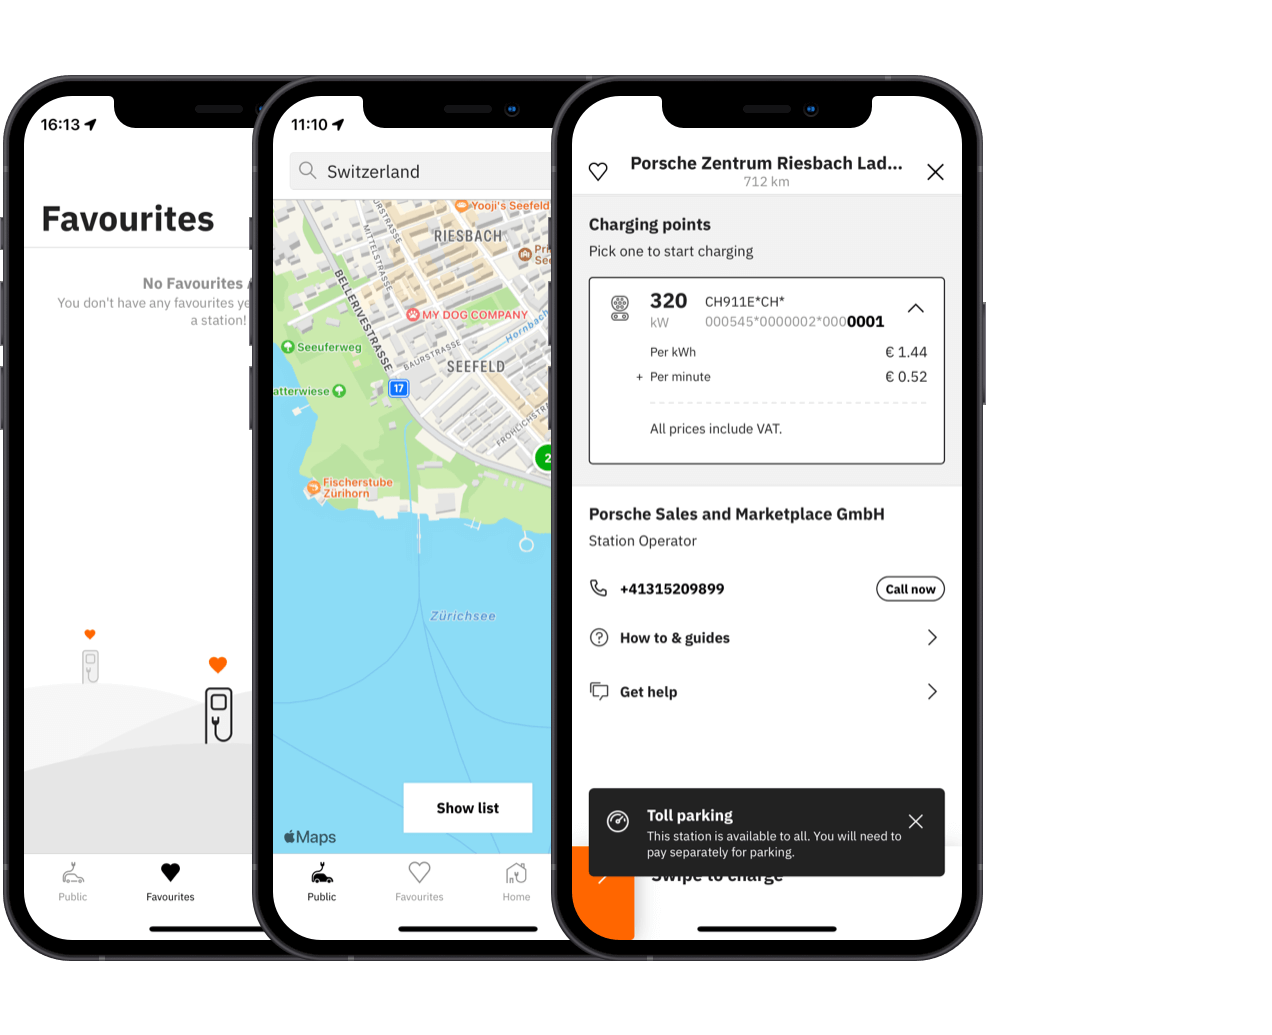 16:13
Favourites
No Favourites
You don't have any favourites ye
a station!
Public
Favourites
11:10
Switzerland
Yooji's Seefeld
RIESBACH
MITTELSTRASSE
BELLERIVESTRASSE
MY DOG COMPANY
Hornbach
Seeuferweg
BAURSTRASSE
SEEFELD
17
atterwiese
FRÖHLICHSTRA
2
Fischerstube
Zürihorn
Zürichsee
Show list
Maps
Public
Favourites
Home
Porsche Zentrum Riesbach Lad...
712 km
Charging points
Pick one to start charging
320
kW
CH911E*CH*
000545*0000002*0000001
Per kWh € 1.44
+ Per minute € 0.52
All prices include VAT.
Porsche Sales and Marketplace GmbH
Station Operator
+41315209899 Call now
How to & guides
Get help
Toll parking
This station is available to all. You will need to
pay separately for parking.
Swipe to charge